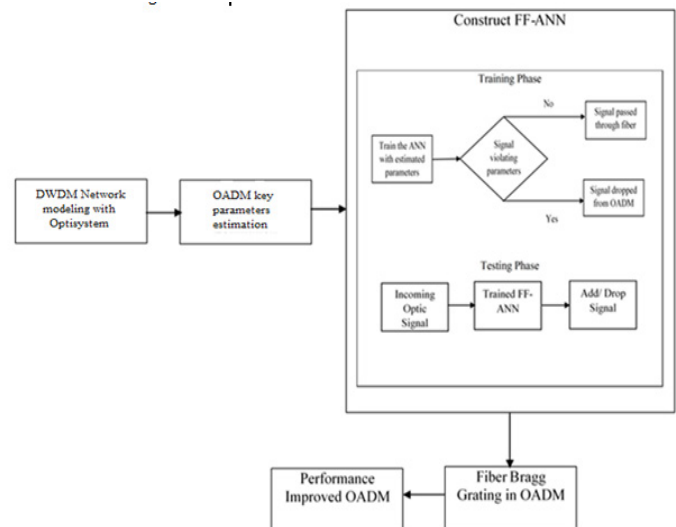 Construct FF-ANN
Training Phase
No
Signal passed
through fiber
Train the ANN
with estimated
parameters
Signal
violating
parameters
Signal dropped
from OADM
Yes
DWDM Network
modeling with
Optisystem
OADM key
parameters
estimation
Testing Phase
Incoming
Optic
Signal
Trained FF-
ANN
Add/ Drop
Signal
Performance
Improved OADM
Fiber Bragg
Grating in OADM